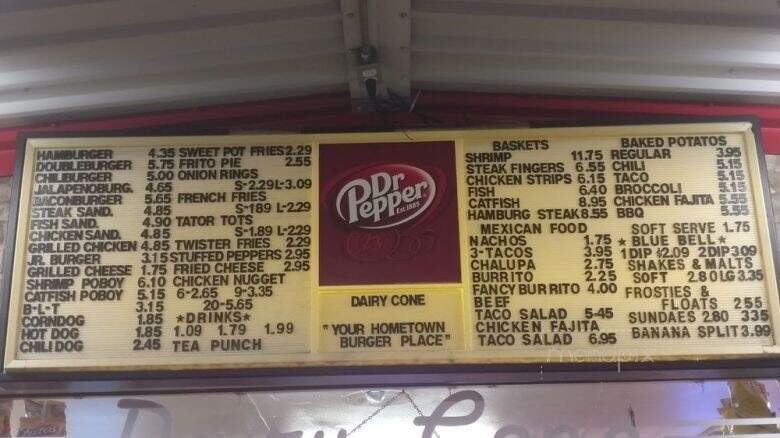 HAMBURGER 4.35
DOUBLEBURGER 5.75
CHILBURGER 5.00
JALAPENOBURG. 4.65
BACONBURGER 5.65
STEAK SAND. 4.85
FISH SAND. 4.90
CHICKEN SAND. 4.85
GRILLED CHICKEN 4.85
JR. BURGER 3.15
GRILLED CHEESE 1.75
SHRIMP POBOY 6.10
CATFISH POBOY 5.15
B-L-T 3.15
CORNDOG 1.85
HOT DOG 1.85
CHILI DOG 2.45
SWEET POT FRIES 2.29
FRITO PIE 2.55
ONION RINGS
S-2.29 L-3.09
FRENCH FRIES
S-1.89 L-2.29
TATOR TOTS
S-1.89 L-2.29
TWISTER FRIES 2.29
STUFFED PEPPERS 2.95
FRIED CHEESE 2.95
CHICKEN NUGGET
6-2.65 9-3.35
20-5.65
*DRINKS*
1.09 1.79 1.99
TEA PUNCH
Dr Pepper
Est. 1885
DAIRY CONE
"YOUR HOMETOWN
BURGER PLACE"
BASKETS
SHRIMP 11.75
STEAK FINGERS 6.55
CHICKEN STRIPS 6.15
FISH 6.40
CATFISH 8.95
HAMBURG STEAK 8.55
MEXICAN FOOD
NACHOS 1.75
3-TACOS 3.95
CHALUPA 2.75
BURRITO 2.25
FANCY BURRITO 4.00
BEEF
TACO SALAD 5-45
CHICKEN FAJITA
TACO SALAD 6.95
BAKED POTATOS
REGULAR 3.95
CHILI 5.15
TACO 5.15
BROCCOLI 5.15
CHICKEN FAJITA 5.55
BBQ 5.55
SOFT SERVE 1.75
* BLUE BELL *
1 DIP $2.09 2 DIP 3.09
SHAKES & MALTS
SOFT 2.80 LG 3.35
FROSTIES &
FLOATS 2.55
SUNDAES 2.80 3.35
BANANA SPLIT 3.99
menupix